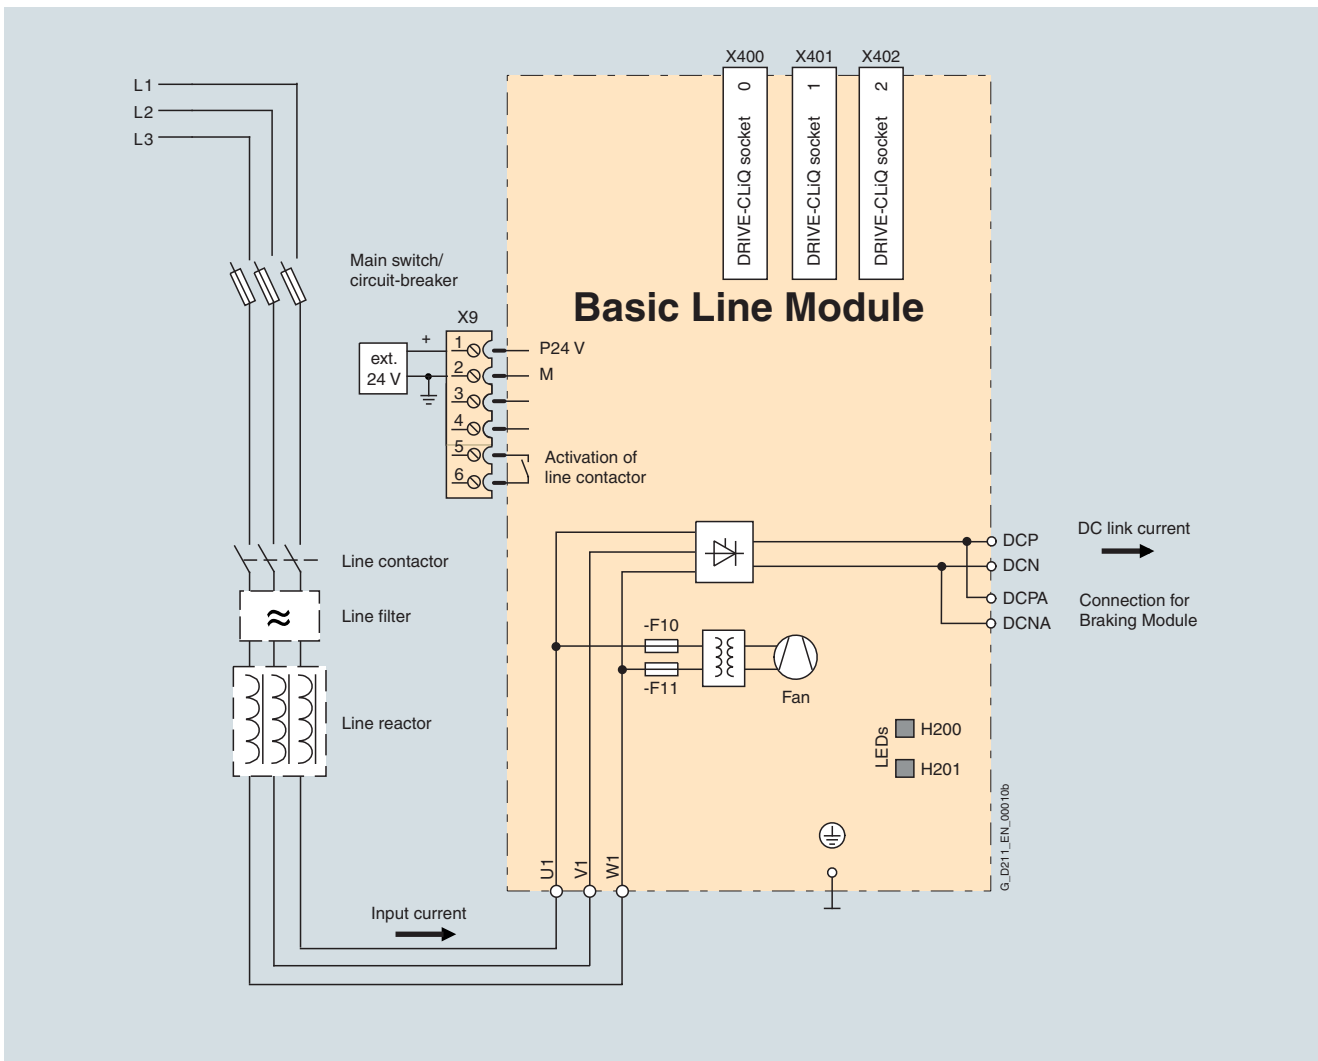 X400
X401
X402
L1
L2
L3
DRIVE-CLiQ socket 0
DRIVE-CLiQ socket 1
DRIVE-CLiQ socket 2
Main switch/
circuit-breaker
Basic Line Module
X9
+
ext.
24 V
1
2
3
4
5
6
P24 V
M
Activation of
line contactor
Line contactor
Line filter
≈
Line reactor
DCP
DCN
DCPA
DCNA
DC link current
Connection for
Braking Module
-F10
-F11
Fan
LEDs
H200
H201
G_D211_EN_00010b
U1
V1
W1
Input current